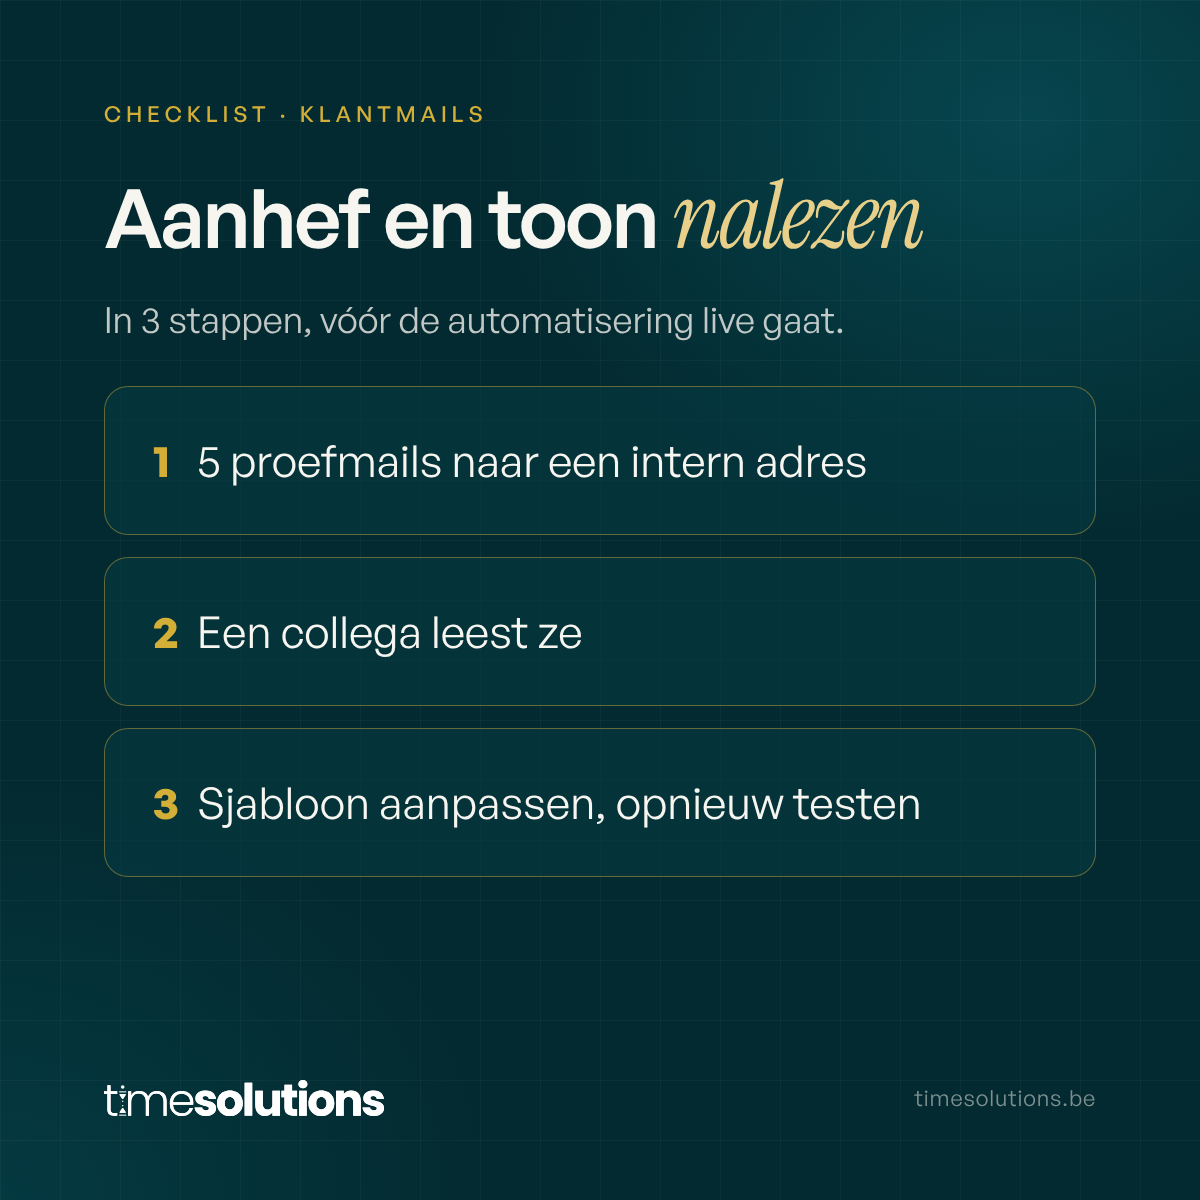 CHECKLIST · KLANTMAILS
Aanhef en toon nalezen
In 3 stappen, vóór de automatisering live gaat.
1 5 proefmails naar een intern adres
2 Een collega leest ze
3 Sjabloon aanpassen, opnieuw testen
timesolutions
timesolutions.be